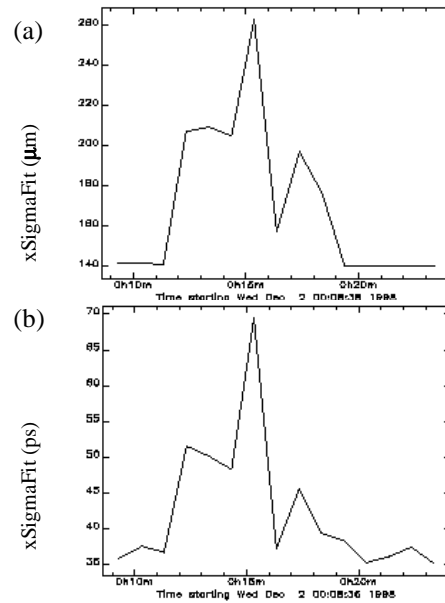 (a)
xSigmaFit (μm)
260
240
220
200
180
160
140
0h10m 0h15m 0h20m
Time starting Wed Dec 2 00:08:36 1998
(b)
xSigmaFit (ps)
70
65
60
55
50
45
40
35
0h10m 0h15m 0h20m
Time starting Wed Dec 2 00:08:36 1998